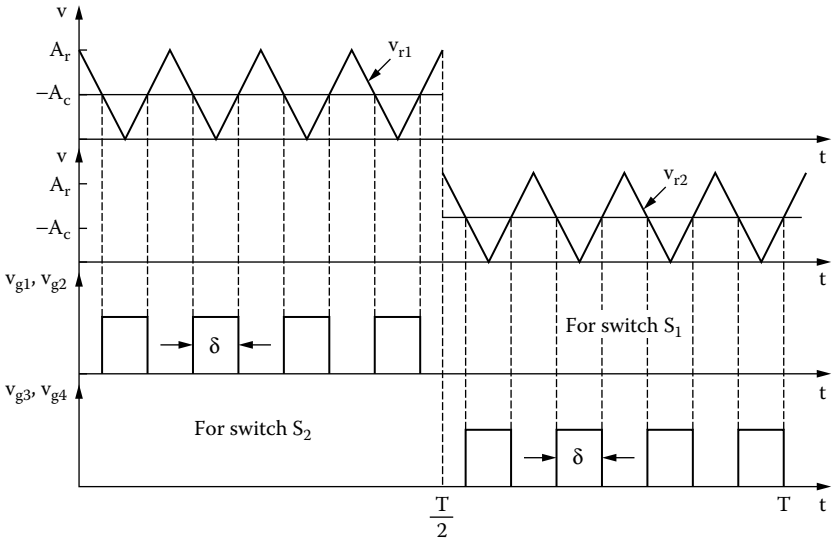 v
A_r
v_r1
−A_c
t
v
A_r
v_r2
−A_c
t
v_g1, v_g2
For switch S_1
δ
t
v_g3, v_g4
For switch S_2
δ
T
2
T
t